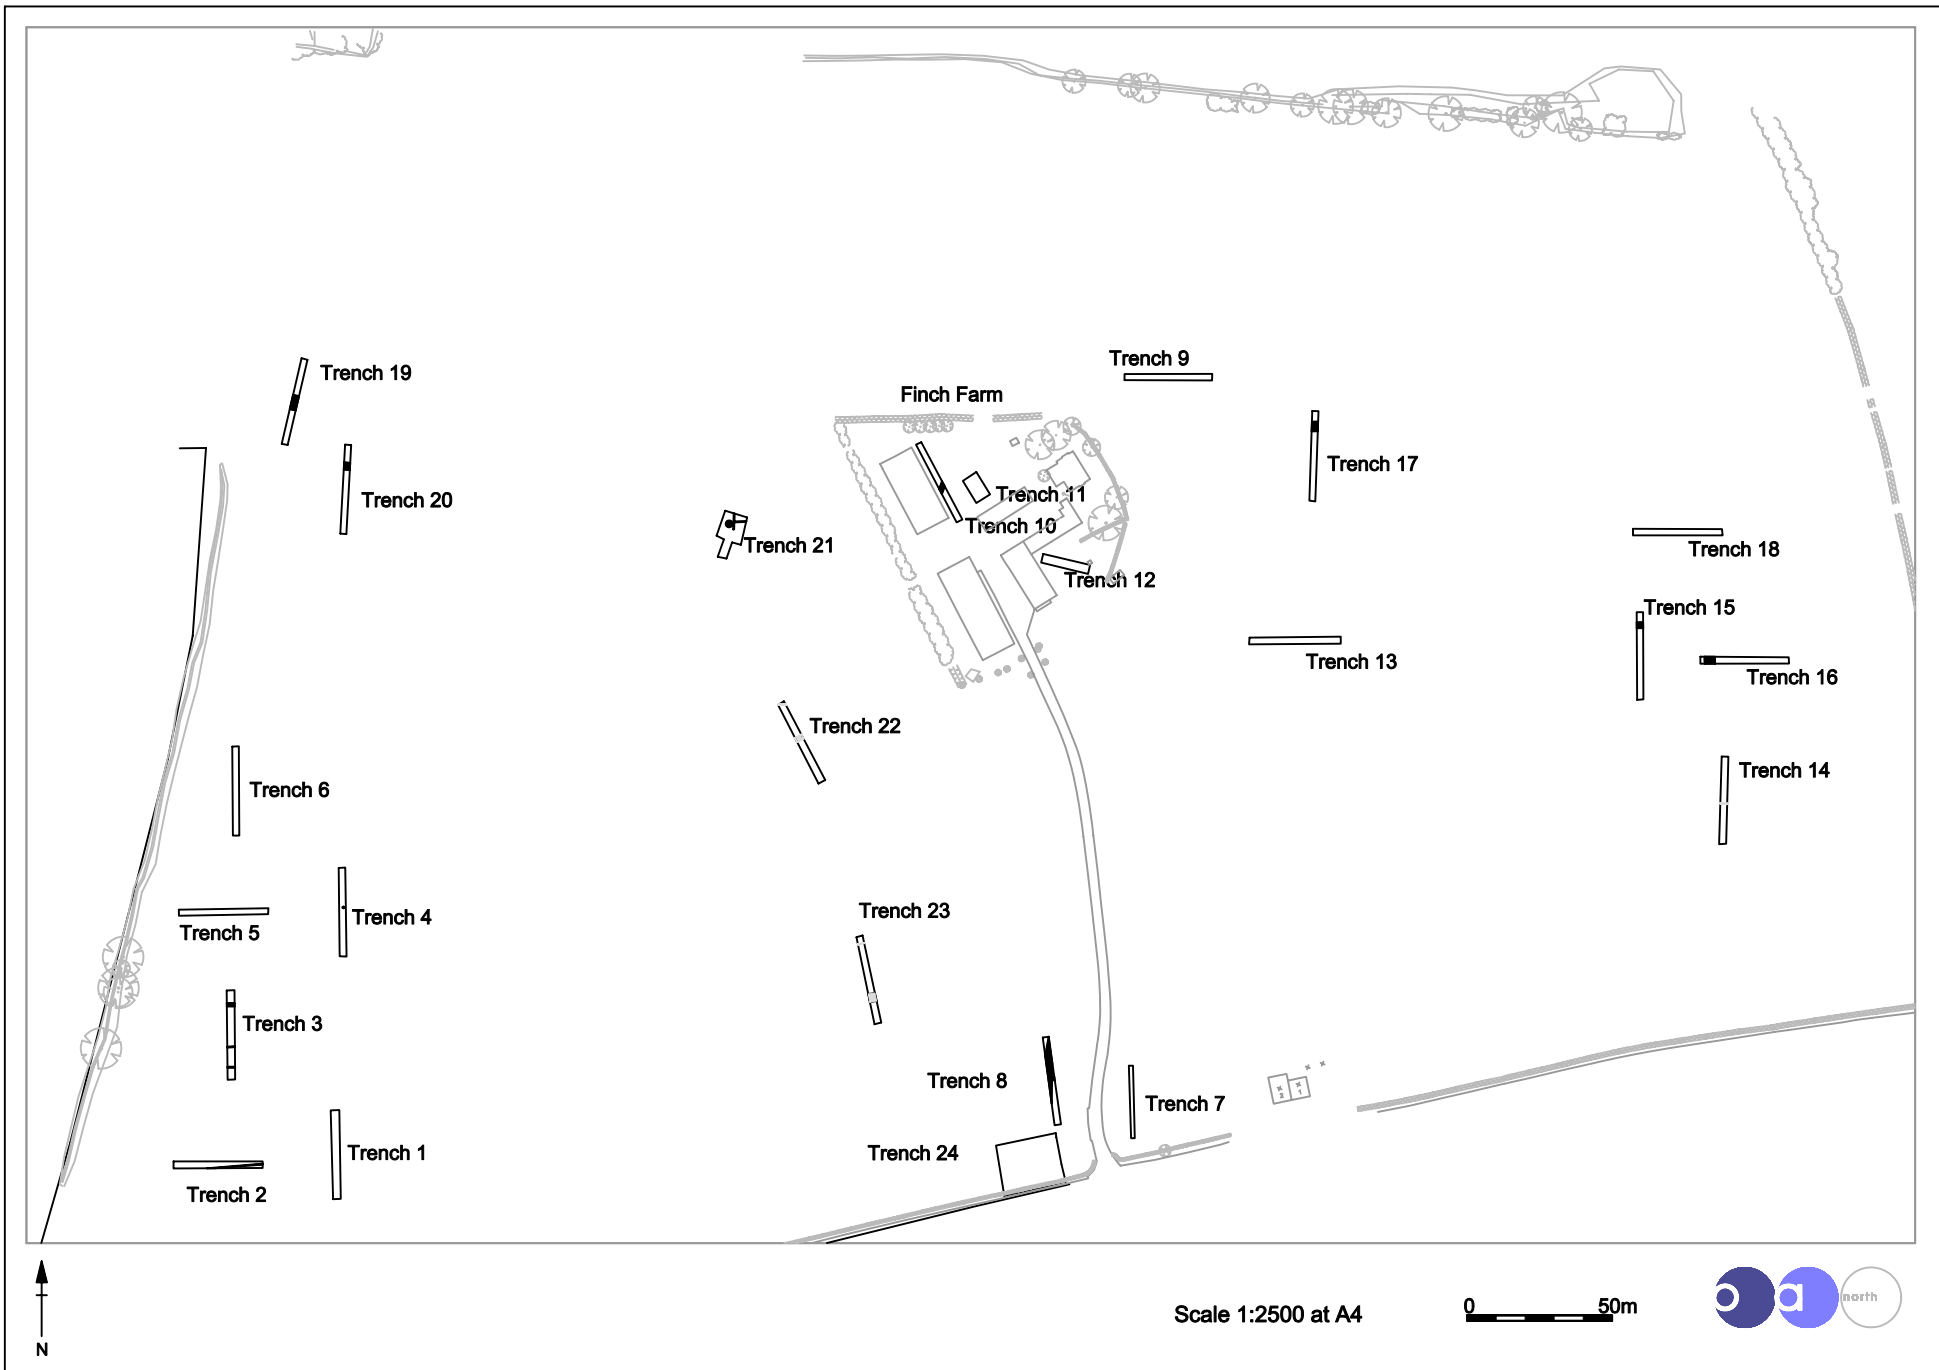 Trench 9
Trench 19
Finch Farm
Trench 17
Trench 20
Trench 11
Trench 10
Trench 21
Trench 18
Trench 12
Trench 15
Trench 13
Trench 16
Trench 22
Trench 14
Trench 6
Trench 23
Trench 4
Trench 5
Trench 3
Trench 8
2 1
Trench 7
Trench 1
Trench 24
Trench 2
0 50m
oa north
Scale 1:2500 at A4
N